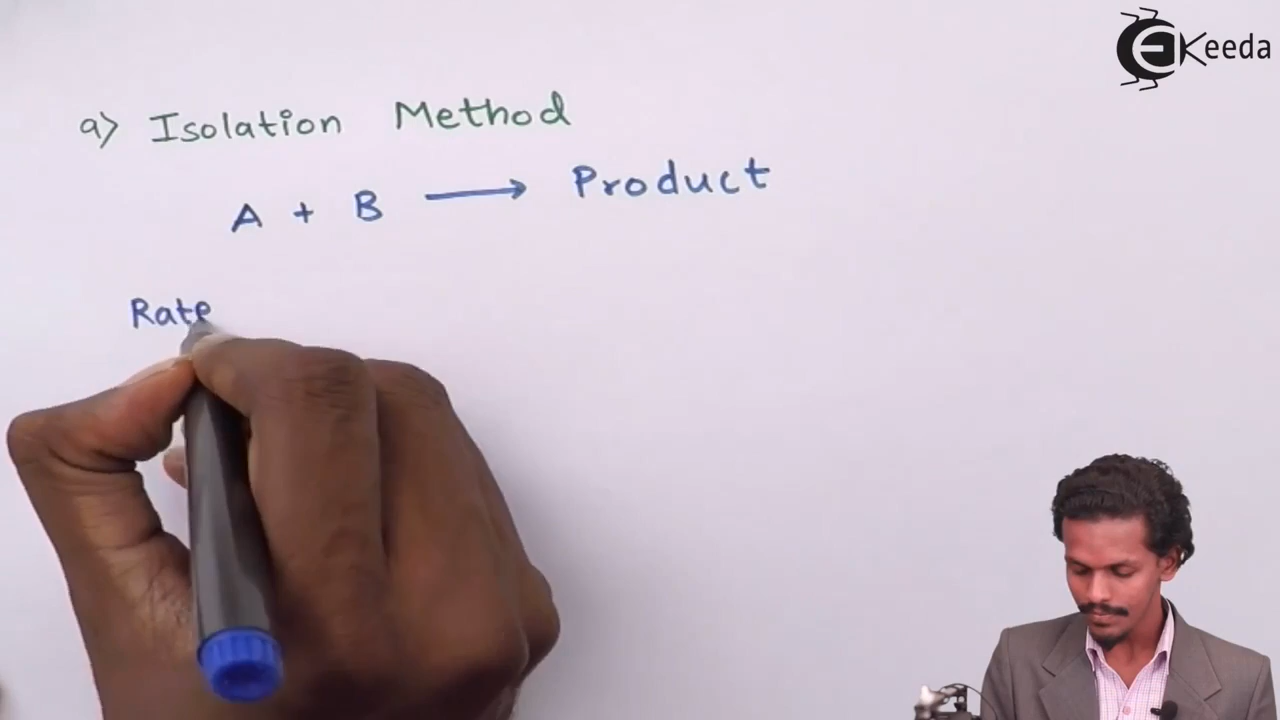 EKeeda
a) Isolation Method
A + B ⟶ Product
Rate